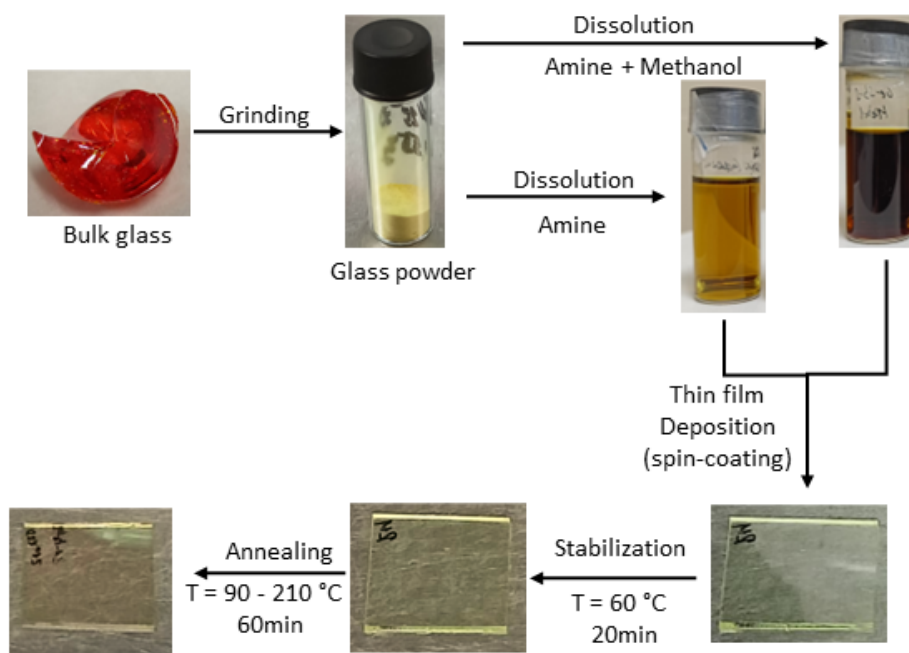 Dissolution
Amine + Methanol
Grinding
Dissolution
Amine
Bulk glass
Glass powder
Thin film
Deposition
(spin-coating)
Annealing
T = 90 - 210 °C
60min
Stabilization
T = 60 °C
20min